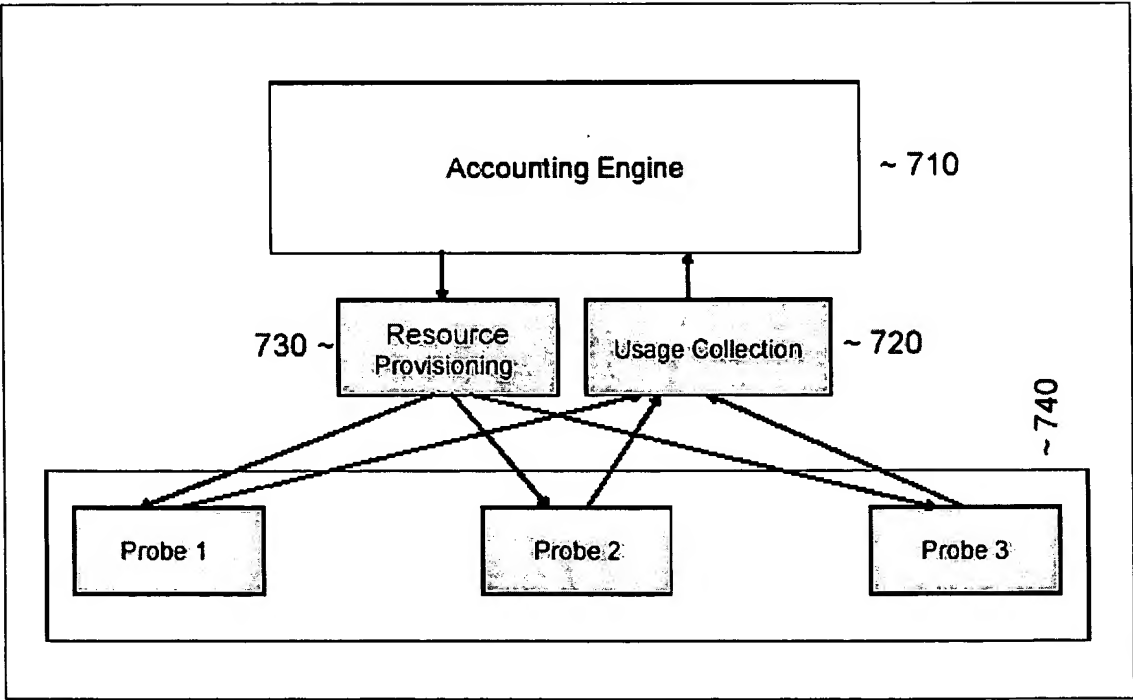 Accounting Engine
~ 710
730 ~
Resource
Provisioning
Usage Collection
~ 720
~ 740
Probe 1
Probe 2
Probe 3